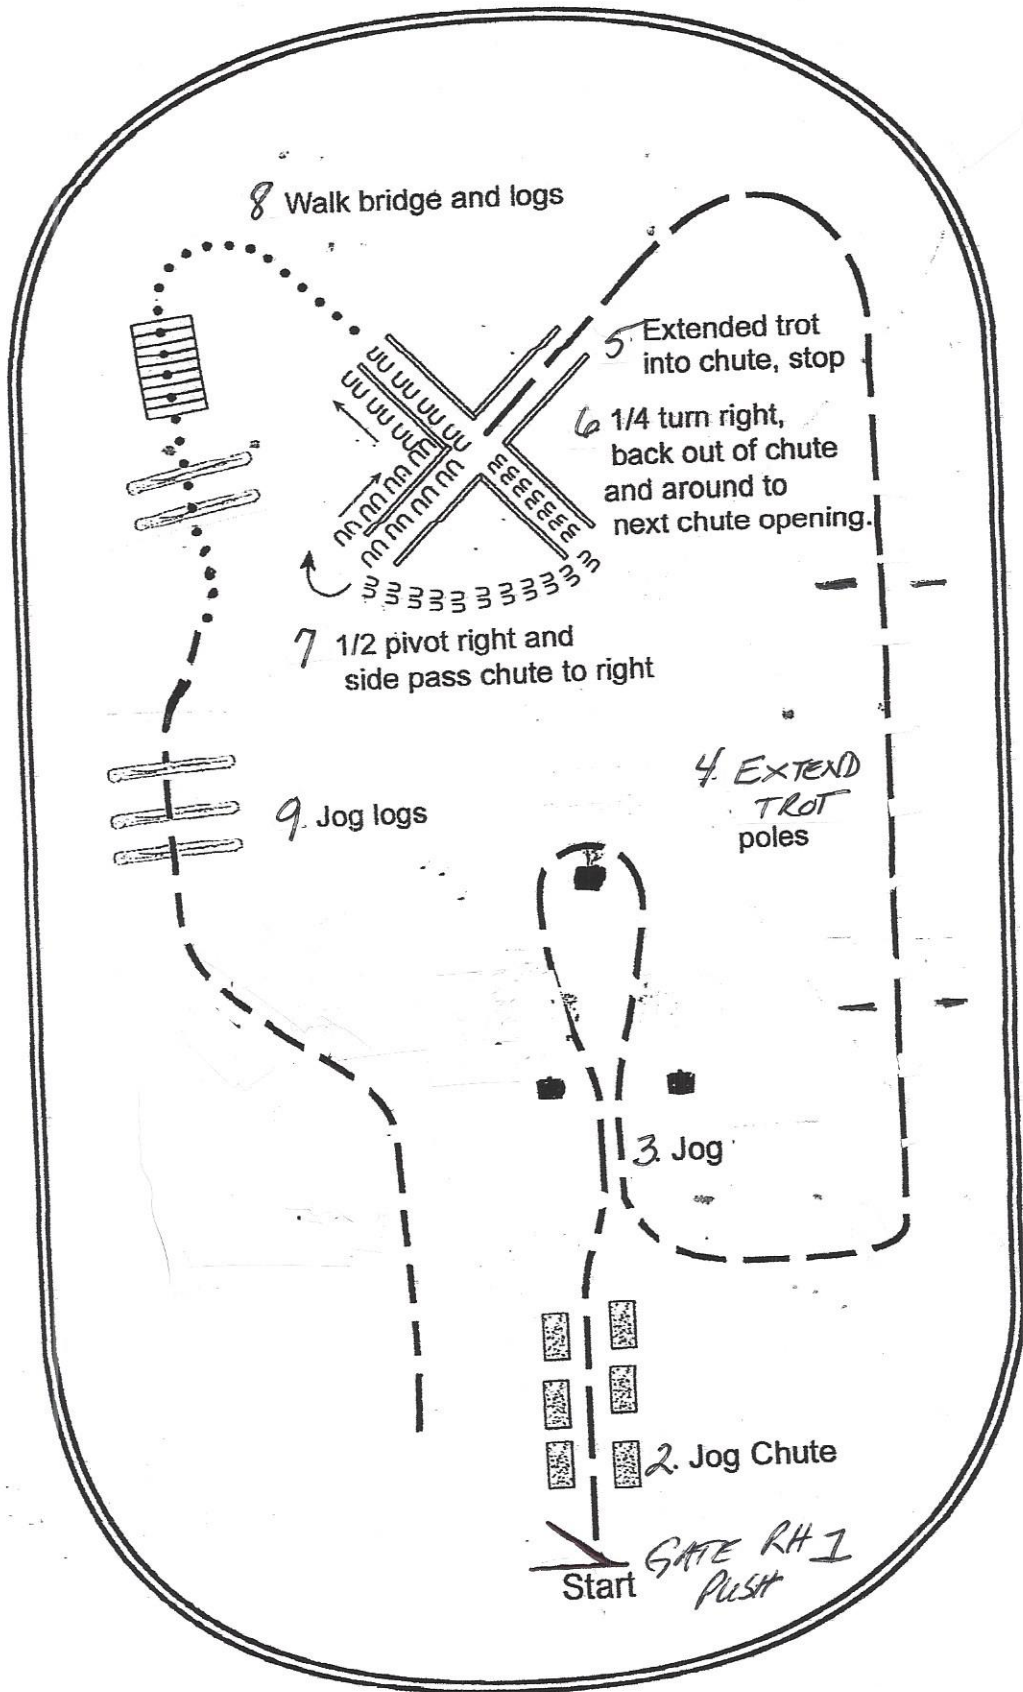 8 Walk bridge and logs
5. Extended trot
into chute, stop
6 1/4 turn right,
back out of chute
and around to
next chute opening.
7 1/2 pivot right and
side pass chute to right
4. EXTEND
TROT
poles
9. Jog logs
3. Jog
2. Jog Chute
GATE RH 1
PUSH
Start